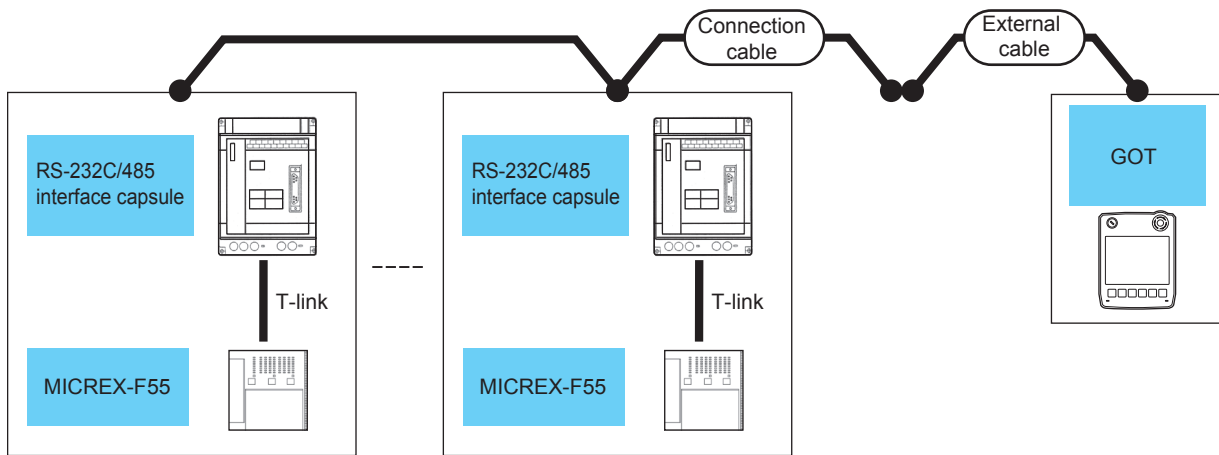 Connection
cable
External
cable
RS-232C/485
interface capsule
RS-232C/485
interface capsule
GOT
T-link
T-link
MICREX-F55
MICREX-F55